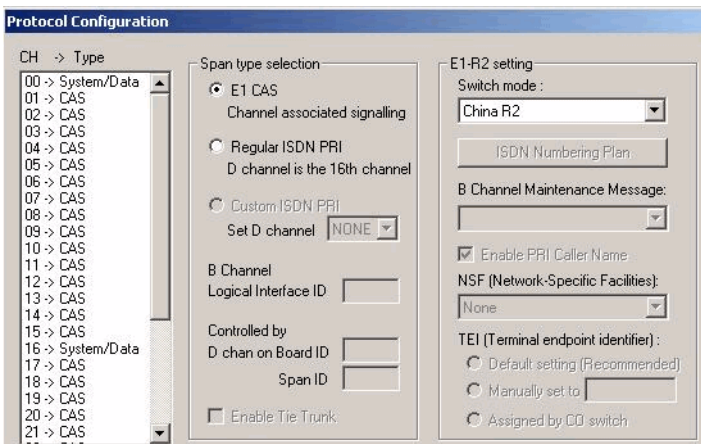 Protocol Configuration
CH -> Type
00 -> System/Data
01 -> CAS
02 -> CAS
03 -> CAS
04 -> CAS
05 -> CAS
06 -> CAS
07 -> CAS
08 -> CAS
09 -> CAS
10 -> CAS
11 -> CAS
12 -> CAS
13 -> CAS
14 -> CAS
15 -> CAS
16 -> System/Data
17 -> CAS
18 -> CAS
19 -> CAS
20 -> CAS
21 -> CAS
Span type selection
E1 CAS
Channel associated signalling
Regular ISDN PRI
D channel is the 16th channel
Custom ISDN PRI
Set D channel NONE
B Channel
Logical Interface ID
Controlled by
D chan on Board ID
Span ID
Enable Tie Trunk
E1-R2 setting
Switch mode :
China R2
ISDN Numbering Plan
B Channel Maintenance Message:
Enable PRI Caller Name
NSF (Network-Specific Facilities):
None
TEI (Terminal endpoint identifier) :
Default setting (Recommended)
Manually set to
Assigned by CO switch